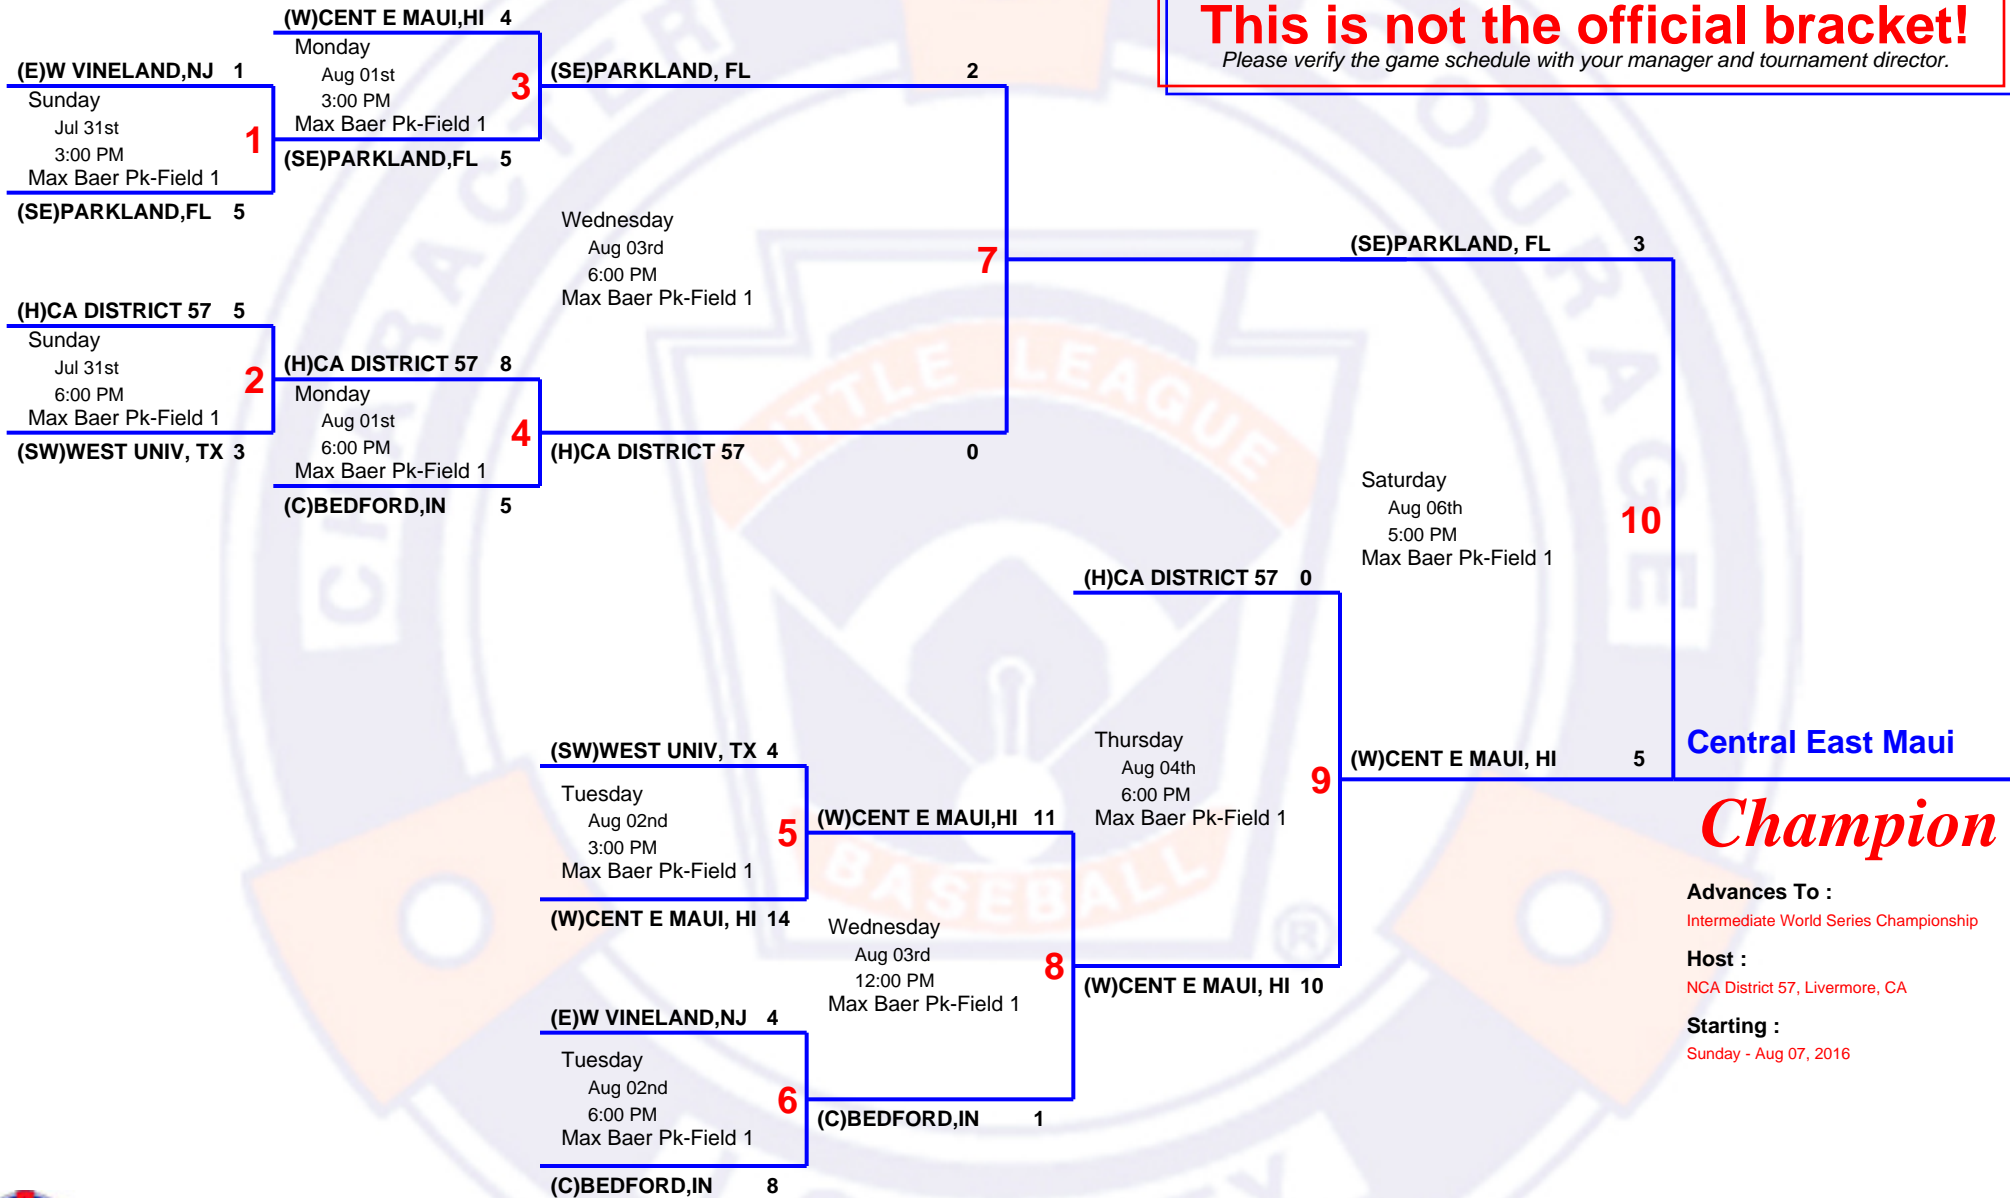 This is not the official bracket!
Please verify the game schedule with your manager and tournament director.
(W)CENT E MAUI,HI 4
Monday
Aug 01st
3:00 PM
Max Baer Pk-Field 1
3
(SE)PARKLAND,FL 5
(E)W VINELAND,NJ 1
Sunday
Jul 31st
3:00 PM
Max Baer Pk-Field 1
1
(SE)PARKLAND,FL 5
(SE)PARKLAND, FL 2
Wednesday
Aug 03rd
6:00 PM
Max Baer Pk-Field 1
7
(H)CA DISTRICT 57 0
(H)CA DISTRICT 57 5
Sunday
Jul 31st
6:00 PM
Max Baer Pk-Field 1
2
(SW)WEST UNIV, TX 3
(H)CA DISTRICT 57 8
Monday
Aug 01st
6:00 PM
Max Baer Pk-Field 1
4
(C)BEDFORD,IN 5
(SE)PARKLAND, FL 3
Saturday
Aug 06th
5:00 PM
Max Baer Pk-Field 1
10
(W)CENT E MAUI, HI 5
(H)CA DISTRICT 57 0
Thursday
Aug 04th
6:00 PM
Max Baer Pk-Field 1
9
(W)CENT E MAUI, HI 10
(SW)WEST UNIV, TX 4
Tuesday
Aug 02nd
3:00 PM
Max Baer Pk-Field 1
5
(W)CENT E MAUI, HI 14
(W)CENT E MAUI,HI 11
Wednesday
Aug 03rd
12:00 PM
Max Baer Pk-Field 1
8
(C)BEDFORD,IN 1
(E)W VINELAND,NJ 4
Tuesday
Aug 02nd
6:00 PM
Max Baer Pk-Field 1
6
(C)BEDFORD,IN 8
Central East Maui
Champion
Advances To :
Intermediate World Series Championship
Host :
NCA District 57, Livermore, CA
Starting :
Sunday - Aug 07, 2016
CHARACTER
COURAGE
LITTLE LEAGUE
BASEBALL
®